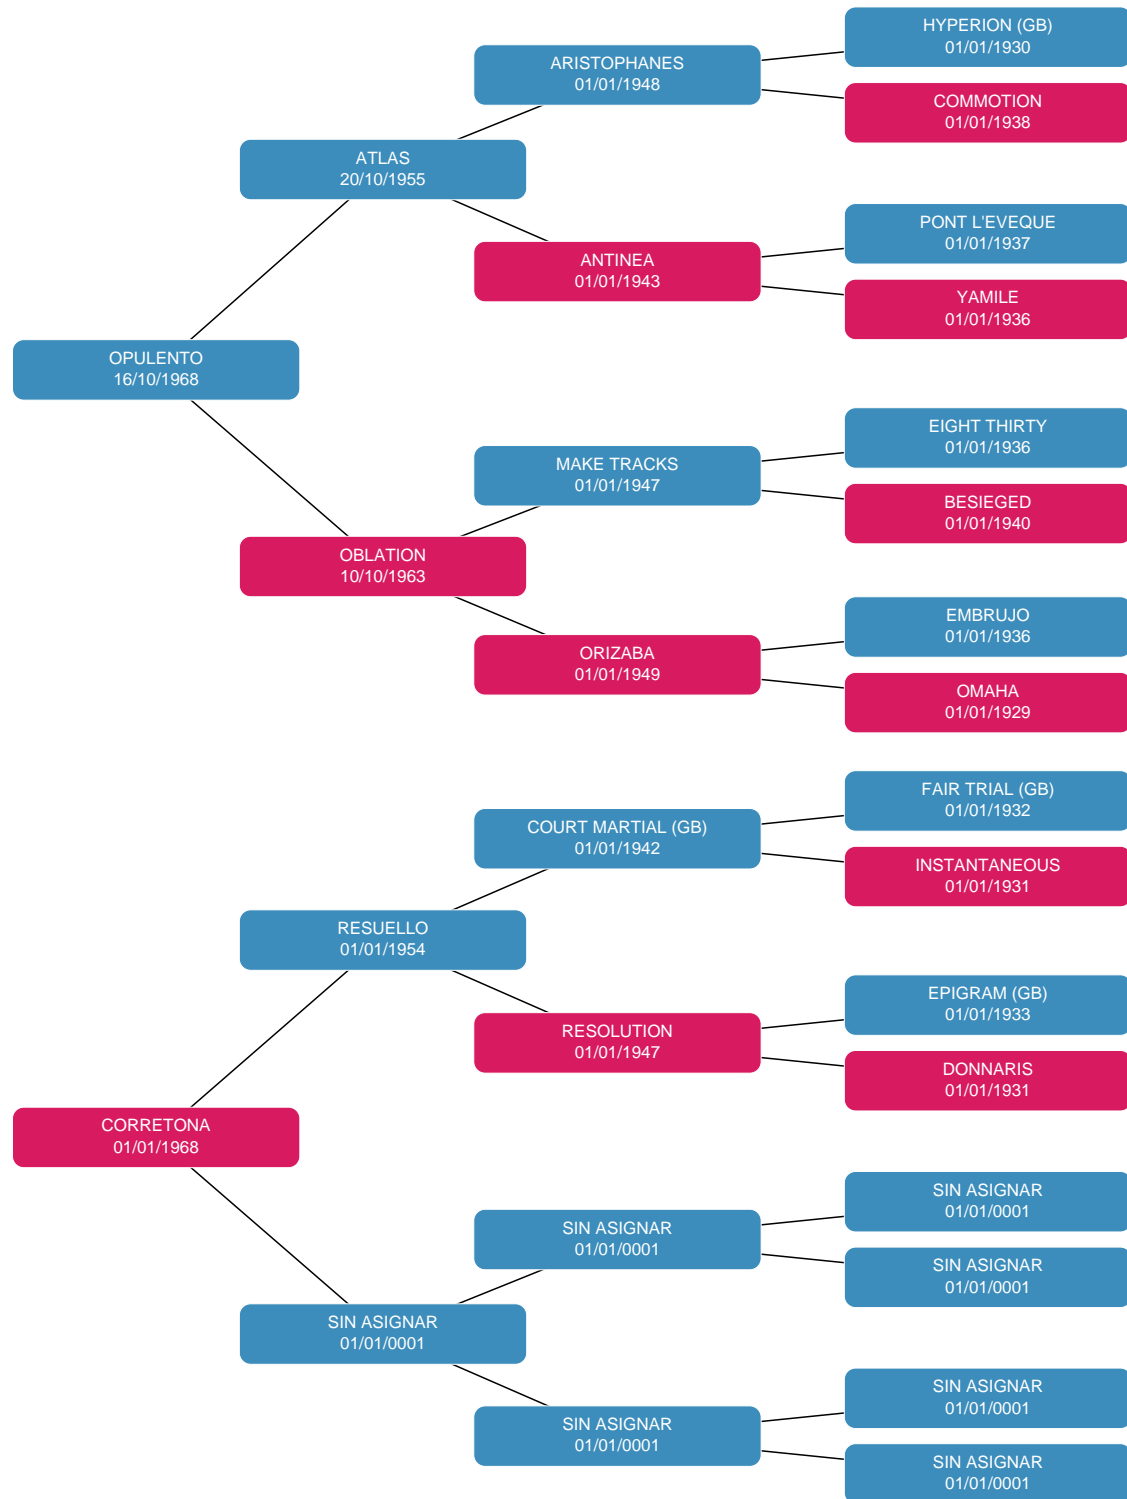 HYPERION (GB)
01/01/1930
ARISTOPHANES
01/01/1948
COMMOTION
01/01/1938
ATLAS
20/10/1955
PONT L'EVEQUE
01/01/1937
ANTINEA
01/01/1943
YAMILE
01/01/1936
OPULENTO
16/10/1968
EIGHT THIRTY
01/01/1936
MAKE TRACKS
01/01/1947
BESIEGED
01/01/1940
OBLATION
10/10/1963
EMBRUJO
01/01/1936
ORIZABA
01/01/1949
OMAHA
01/01/1929
FAIR TRIAL (GB)
01/01/1932
COURT MARTIAL (GB)
01/01/1942
INSTANTANEOUS
01/01/1931
RESUELLO
01/01/1954
EPIGRAM (GB)
01/01/1933
RESOLUTION
01/01/1947
DONNARIS
01/01/1931
CORRETONA
01/01/1968
SIN ASIGNAR
01/01/0001
SIN ASIGNAR
01/01/0001
SIN ASIGNAR
01/01/0001
SIN ASIGNAR
01/01/0001
SIN ASIGNAR
01/01/0001
SIN ASIGNAR
01/01/0001
SIN ASIGNAR
01/01/0001